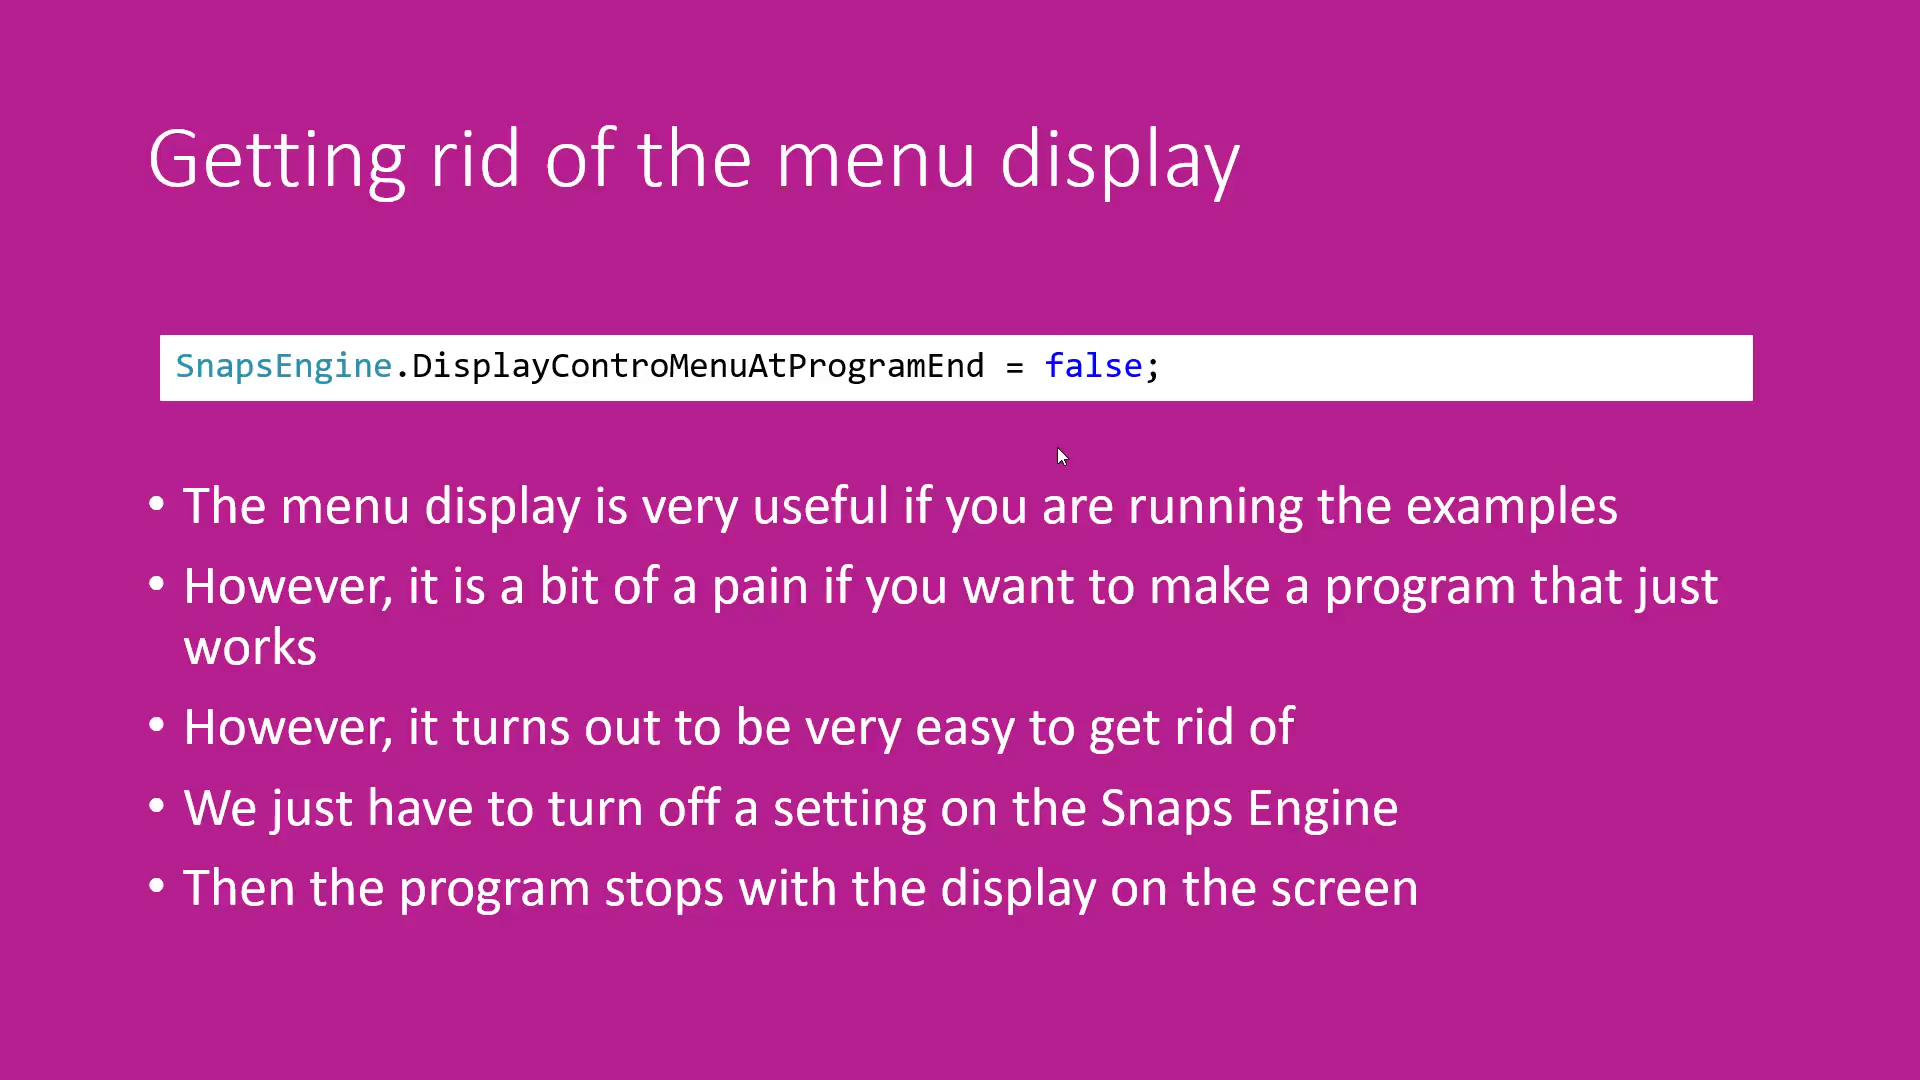 Getting rid of the menu display
SnapsEngine.DisplayControMenuAtProgramEnd = false;
• The menu display is very useful if you are running the examples
• However, it is a bit of a pain if you want to make a program that just
works
• However, it turns out to be very easy to get rid of
• We just have to turn off a setting on the Snaps Engine
• Then the program stops with the display on the screen